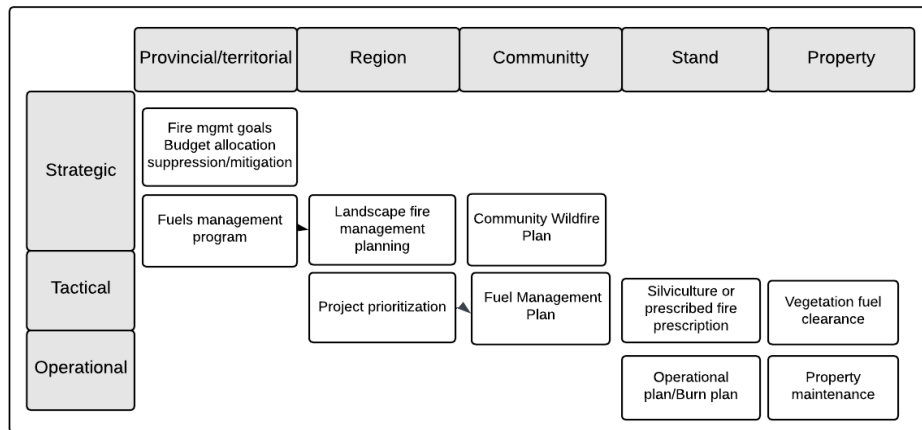 Provincial/territorial
Region
Communitty
Stand
Property
Strategic
Fire mgmt goals
Budget allocation
suppression/mitigation
Fuels management
program
Landscape fire
management
planning
Community Wildfire
Plan
Tactical
Project prioritization
Fuel Management
Plan
Silviculture or
prescribed fire
prescription
Vegetation fuel
clearance
Operational
Operational
plan/Burn plan
Property
maintenance